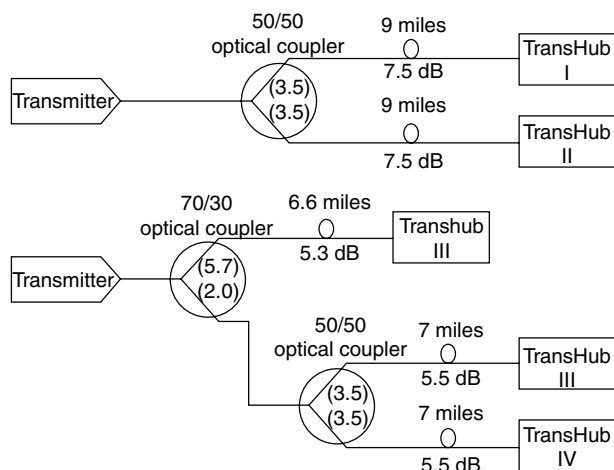 50/50
optical coupler
9 miles
TransHub
I
Transmitter
(3.5)
(3.5)
7.5 dB
9 miles
TransHub
II
7.5 dB
70/30
optical coupler
6.6 miles
Transhub
III
Transmitter
(5.7)
(2.0)
5.3 dB
50/50
optical coupler
7 miles
TransHub
III
(3.5)
(3.5)
5.5 dB
7 miles
TransHub
IV
5.5 dB